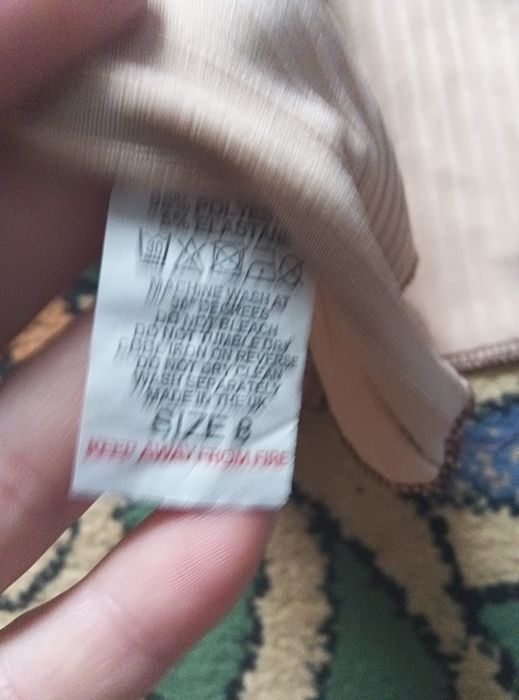 95% POLYESTER
5% ELASTANE
MACHINE WASH AT
30 DEGREES
DO NOT BLEACH
DO NOT TUMBLE DRY
COOL IRON ON REVERSE
DO NOT DRY CLEAN
WASH SEPARATELY
MADE IN THE UK
SIZE
KEEP AWAY FROM FIRE